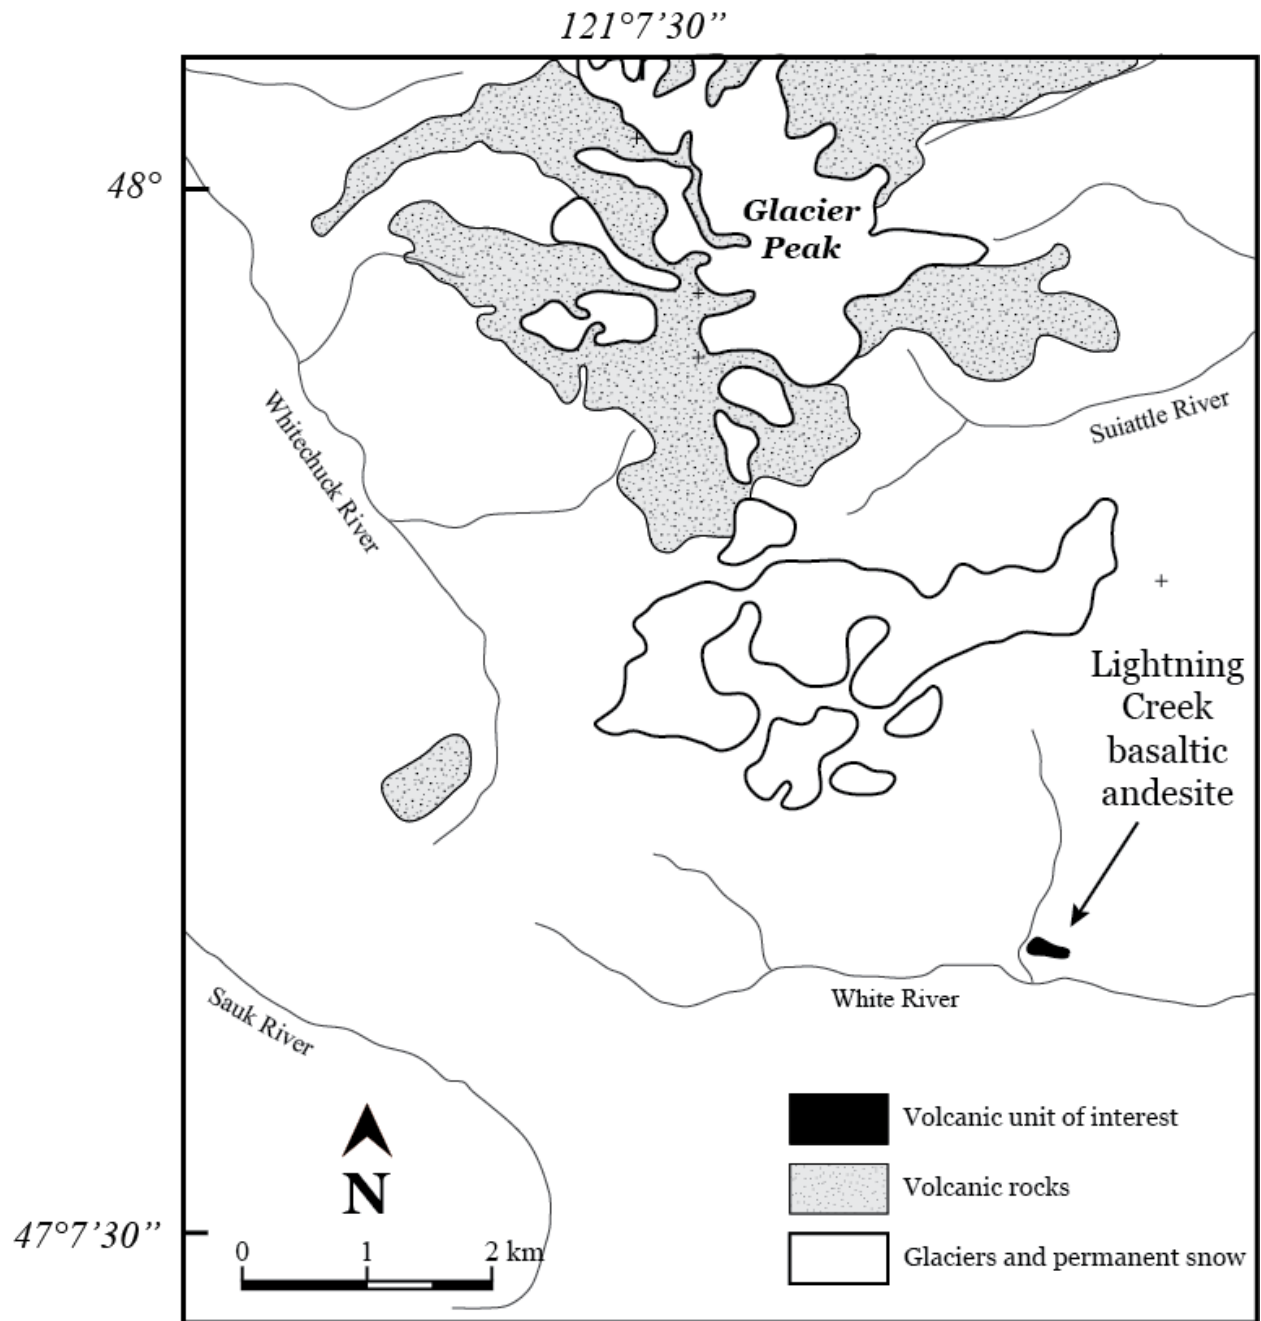 121°7’30’’
48°
Glacier
Peak
Whitechuck River
Suiattle River
Lightning
Creek
basaltic
andesite
White River
Sauk River
Volcanic unit of interest
N
Volcanic rocks
47°7’30’’
0 1 2 km
Glaciers and permanent snow